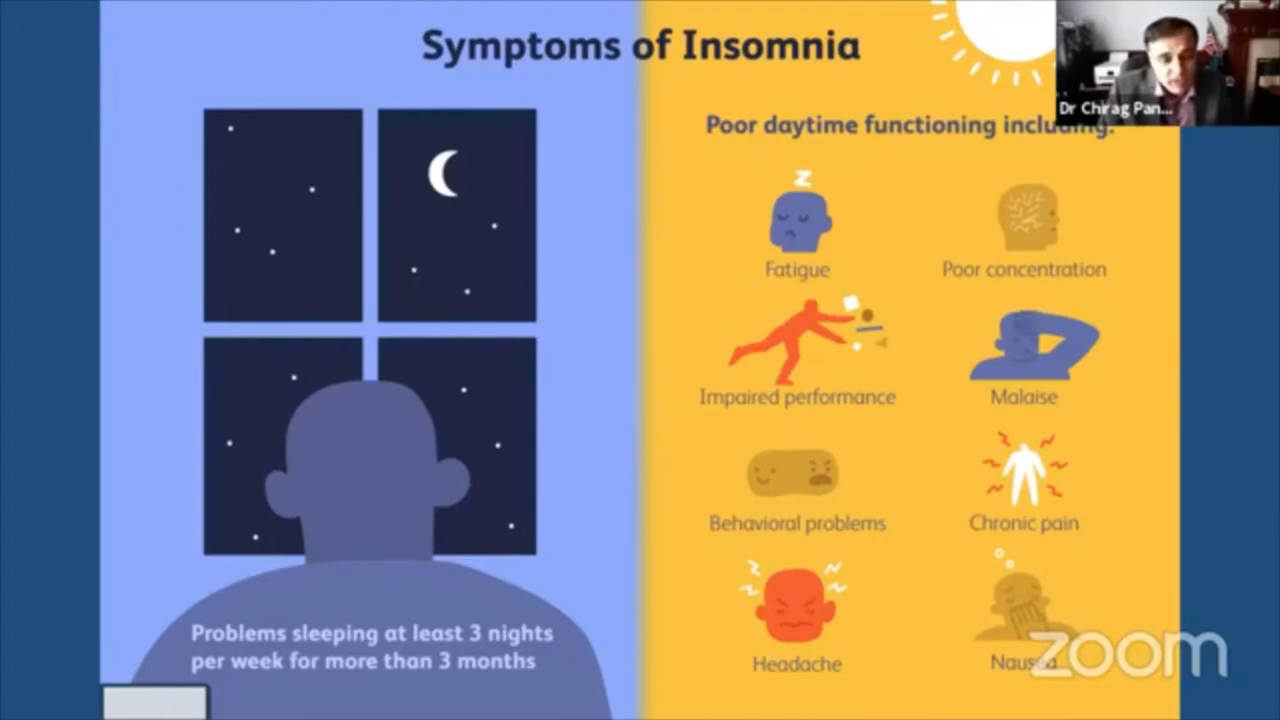 Symptoms of Insomnia
Dr Chirag Pan...
Poor daytime functioning including:
Z
Fatigue
Poor concentration
Impaired performance
Malaise
Behavioral problems
Chronic pain
Headache
Nausea
Problems sleeping at least 3 nights
per week for more than 3 months
zoom